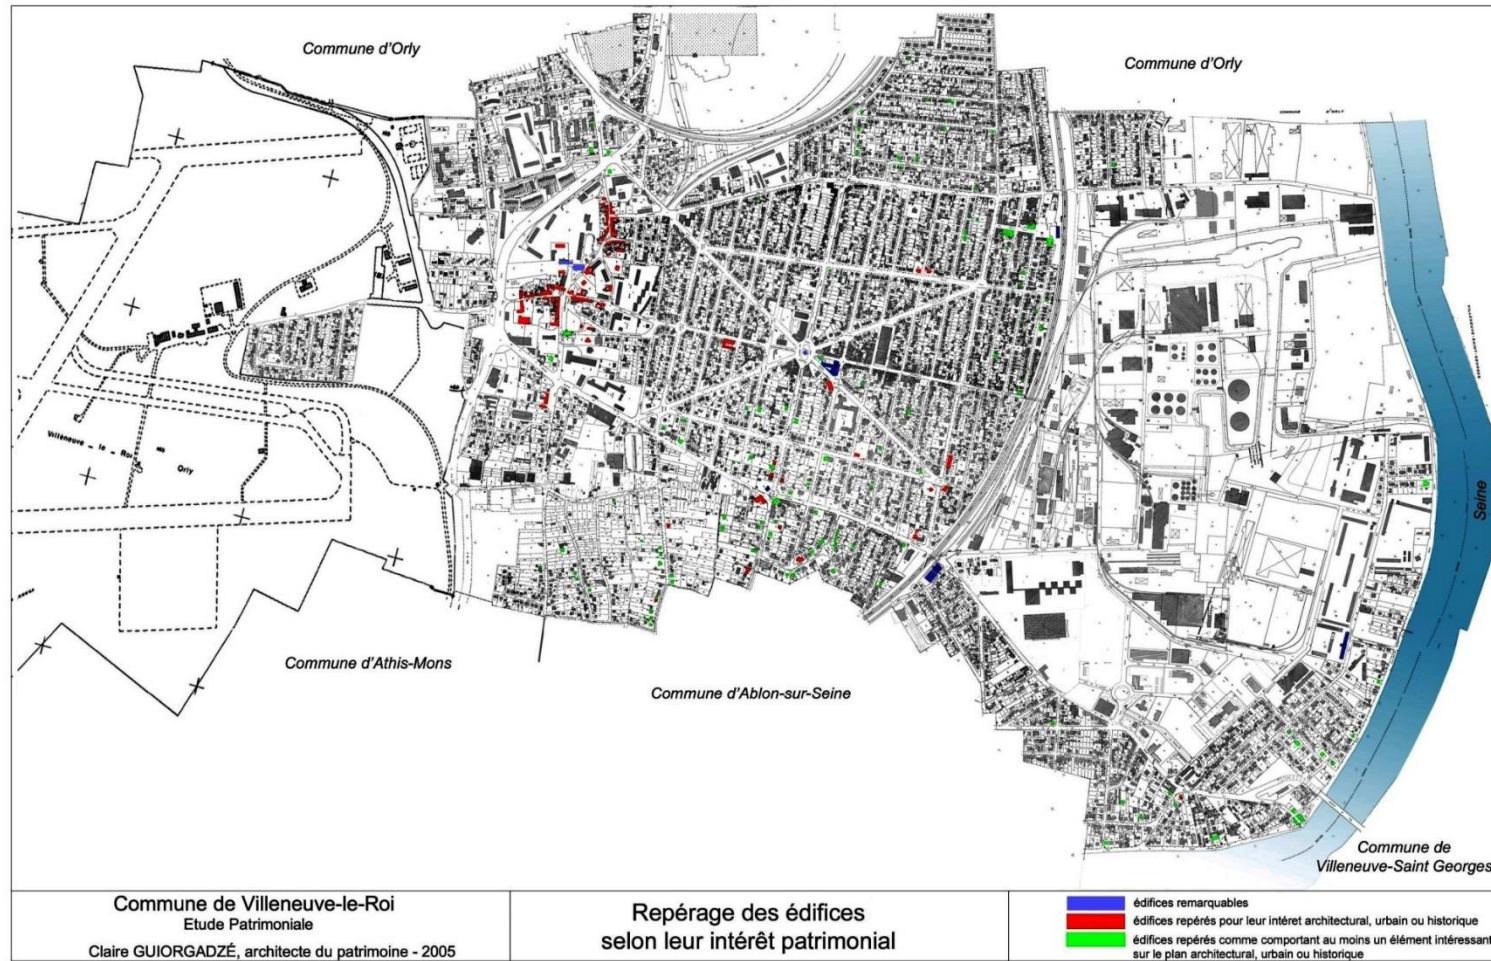 Commune d'Orly
Commune d'Orly
COMMUNE D'ORLY
Villeneuve - le - Roi
Orly
Seine
Commune d'Athis-Mons
Commune d'Ablon-sur-Seine
Commune de
Villeneuve-Saint Georges
Commune de Villeneuve-le-Roi
Etude Patrimoniale
Claire GUIORGADZÉ, architecte du patrimoine - 2005
Repérage des édifices
selon leur intérêt patrimonial
édifices remarquables
édifices repérés pour leur intéret architectural, urbain ou historique
édifices repérés comme comportant au moins un élément intéressant
sur le plan architectural, urbain ou historique